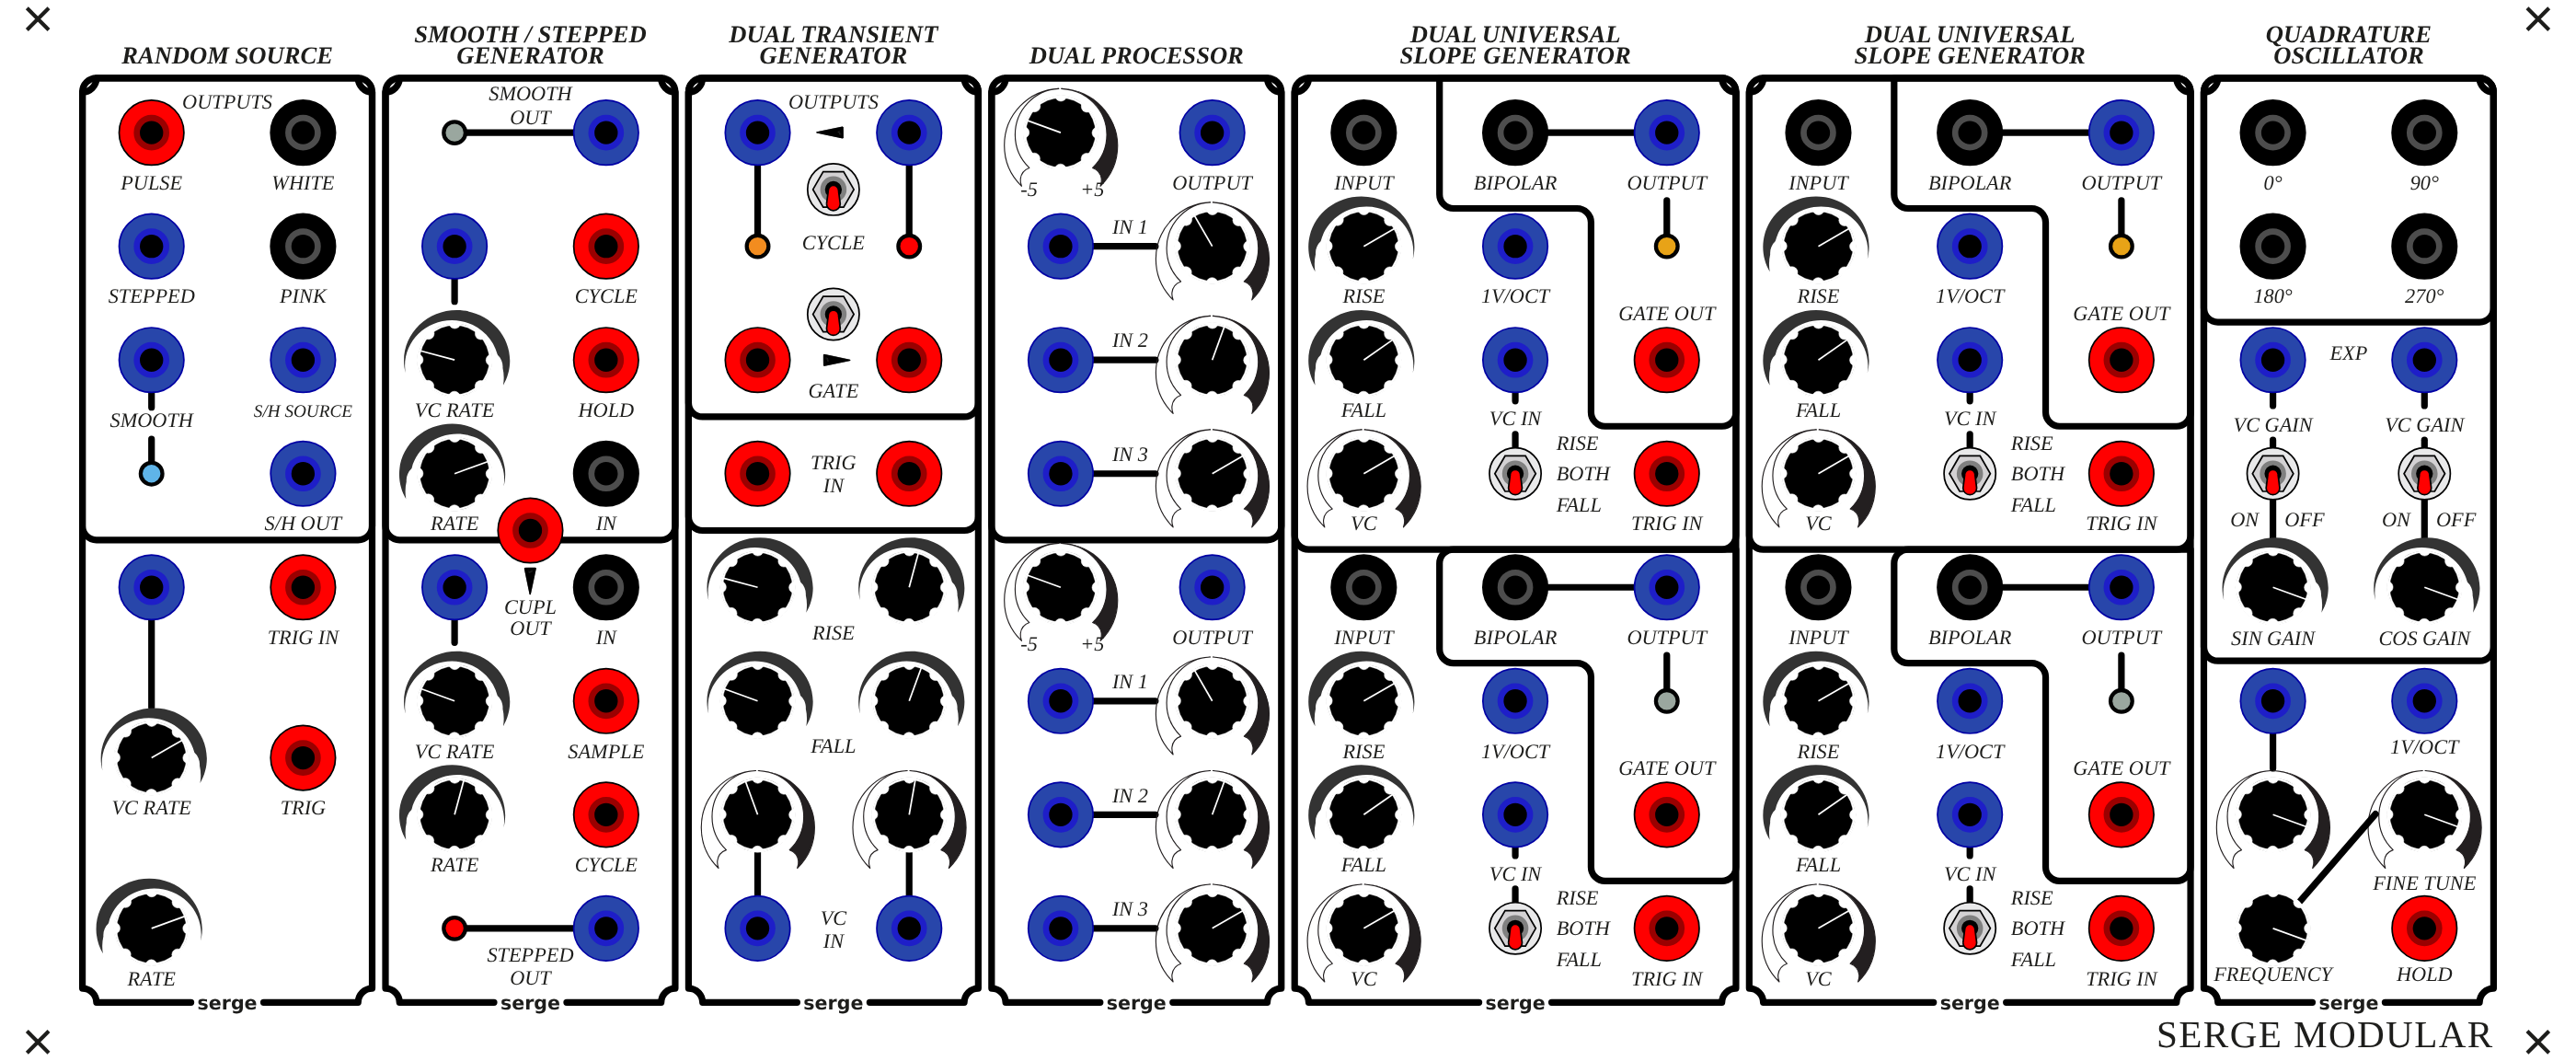 RANDOM SOURCE
OUTPUTS
PULSE
WHITE
STEPPED
PINK
SMOOTH
S/H SOURCE
S/H OUT
TRIG IN
VC RATE
TRIG
RATE
serge
SMOOTH / STEPPED
GENERATOR
SMOOTH
OUT
CYCLE
VC RATE
HOLD
RATE
IN
CUPL
OUT
IN
VC RATE
SAMPLE
RATE
CYCLE
STEPPED
OUT
serge
DUAL TRANSIENT
GENERATOR
OUTPUTS
CYCLE
GATE
TRIG
IN
RISE
FALL
VC
IN
serge
DUAL PROCESSOR
-5 +5
OUTPUT
IN 1
IN 2
IN 3
-5 +5
OUTPUT
IN 1
IN 2
IN 3
serge
DUAL UNIVERSAL
SLOPE GENERATOR
INPUT
BIPOLAR
OUTPUT
RISE
1V/OCT
GATE OUT
FALL
VC IN
RISE
BOTH
FALL
VC
TRIG IN
INPUT
BIPOLAR
OUTPUT
RISE
1V/OCT
GATE OUT
FALL
VC IN
RISE
BOTH
FALL
VC
TRIG IN
serge
DUAL UNIVERSAL
SLOPE GENERATOR
INPUT
BIPOLAR
OUTPUT
RISE
1V/OCT
GATE OUT
FALL
VC IN
RISE
BOTH
FALL
VC
TRIG IN
INPUT
BIPOLAR
OUTPUT
RISE
1V/OCT
GATE OUT
FALL
VC IN
RISE
BOTH
FALL
VC
TRIG IN
serge
QUADRATURE
OSCILLATOR
0°
90°
180°
270°
EXP
VC GAIN
VC GAIN
ON OFF
ON OFF
SIN GAIN
COS GAIN
1V/OCT
FINE TUNE
FREQUENCY
HOLD
serge
SERGE MODULAR